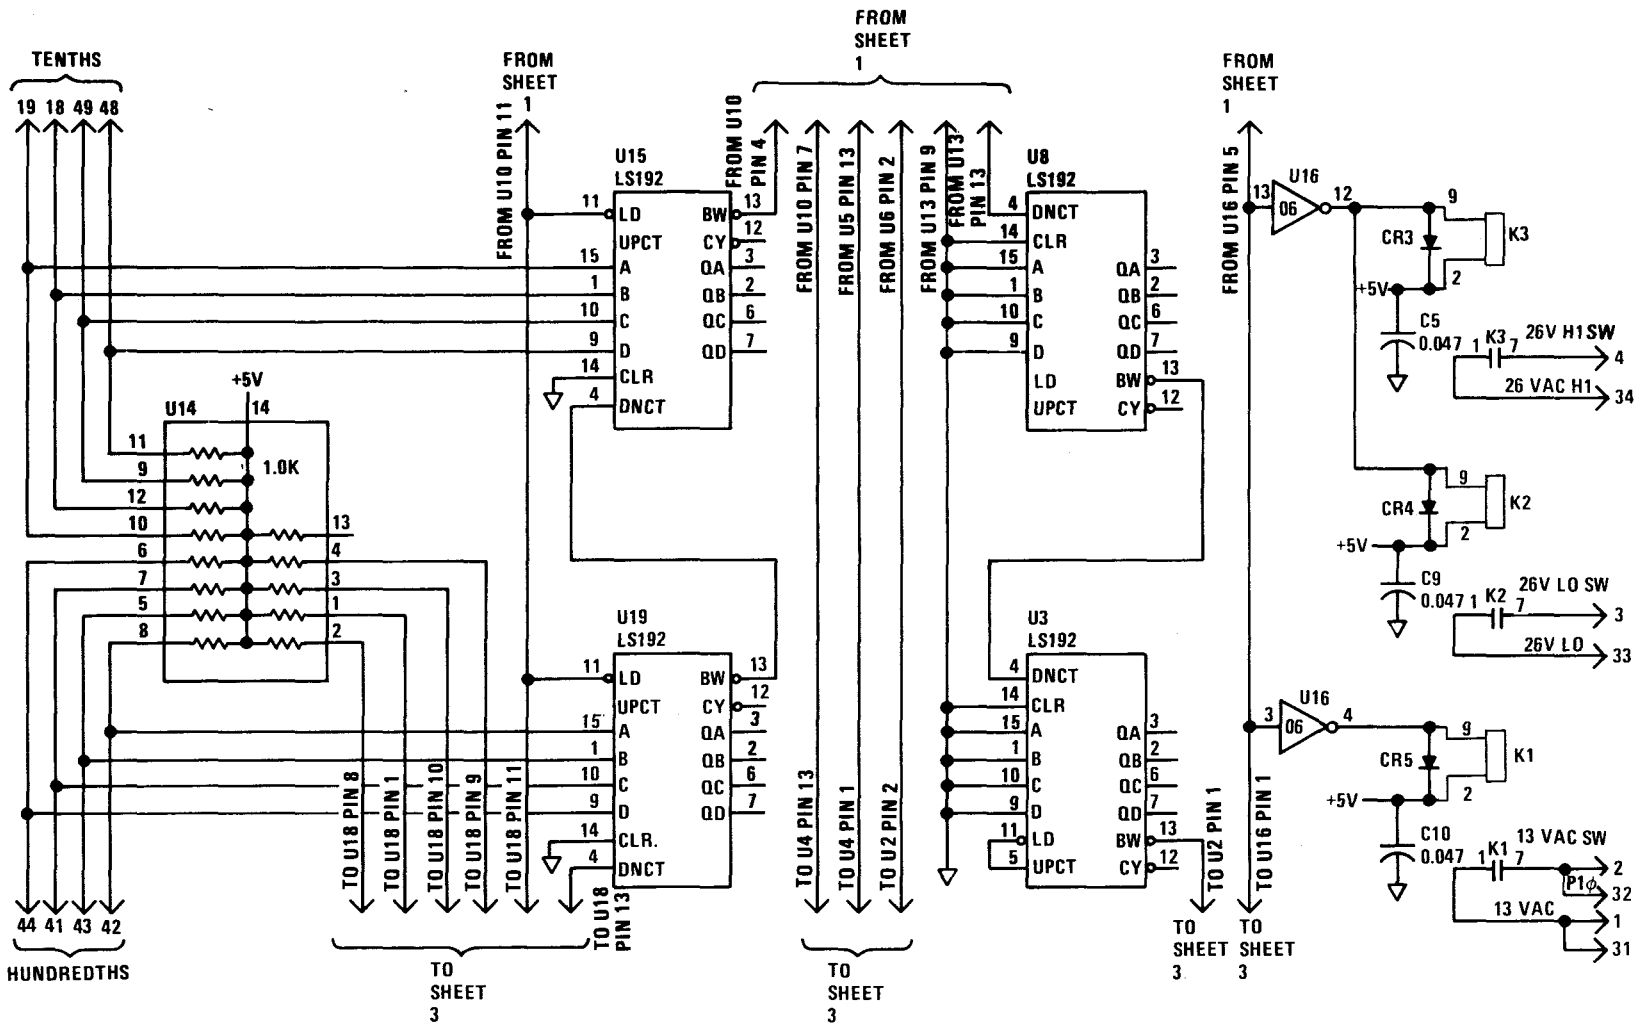 TENTHS
19 18 49 48
FROM
SHEET
1
FROM U10 PIN 11
U15
LS192
11 LD
UPCT
15 A
1 B
10 C
9 D
14 CLR
4 DNCT
BW 13
CY 12
QA 3
QB 2
QC 6
QD 7
FROM U10
PIN 4
FROM
SHEET
1
FROM U10 PIN 7
FROM U5 PIN 13
FROM U6 PIN 2
FROM U13 PIN 9
FROM U13
PIN 13
U8
LS192
4 DNCT
14 CLR
15 A
1 B
10 C
9 D
LD
UPCT
QA 3
QB 2
QC 6
QD 7
BW 13
CY 12
FROM
SHEET
1
FROM U16 PIN 5
13 U16 12
06
9
CR3
K3
2
+5V
C5
0.047
1 K3 7
26V H1 SW
4
26 VAC H1
34
9
CR4
K2
2
+5V
C9
0.047
1 K2 7
26V LO SW
3
26V LO
33
+5V
U14 14
11
9
12
10
6
7
5
8
1.0K
13
4
3
1
2
U19
LS192
11 LD
UPCT
15 A
1 B
10 C
9 D
14 CLR.
4 DNCT
BW 13
CY 12
QA 3
QB 2
QC 6
QD 7
U3
LS192
4 DNCT
14 CLR
15 A
1 B
10 C
9 D
11 LD
5 UPCT
QA 3
QB 2
QC 6
QD 7
BW 13
CY 12
U16
3 06 4
9
CR5
K1
2
+5V
C10
0.047
1 K1 7
13 VAC SW
2
P1φ
32
13 VAC
1
31
TO U18 PIN 8
TO U18 PIN 1
TO U18 PIN 10
TO U18 PIN 9
TO U18 PIN 11
TO U18
PIN 13
TO U4 PIN 13
TO U4 PIN 1
TO U2 PIN 2
TO U2 PIN 1
TO U16 PIN 1
44 41 43 42
HUNDREDTHS
TO
SHEET
3
TO
SHEET
3
TO
SHEET
3
TO
SHEET
3